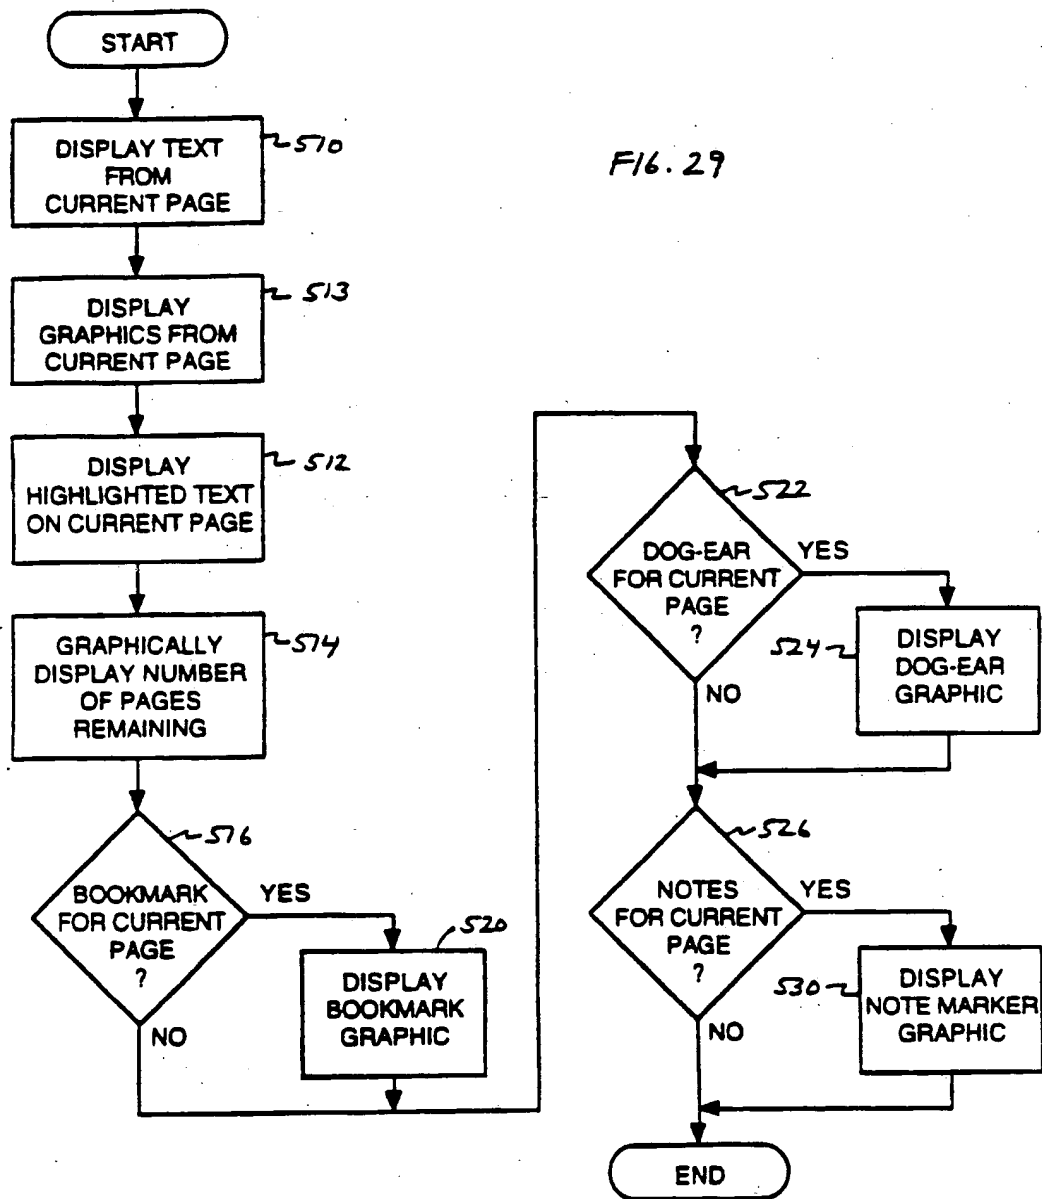 START
DISPLAY TEXT
FROM
CURRENT PAGE
510
FIG. 29
DISPLAY
GRAPHICS FROM
CURRENT PAGE
513
DISPLAY
HIGHLIGHTED TEXT
ON CURRENT PAGE
512
GRAPHICALLY
DISPLAY NUMBER
OF PAGES
REMAINING
514
BOOKMARK
FOR CURRENT
PAGE
?
516
YES
NO
520
DISPLAY
BOOKMARK
GRAPHIC
522
DOG-EAR
FOR CURRENT
PAGE
?
YES
NO
524
DISPLAY
DOG-EAR
GRAPHIC
526
NOTES
FOR CURRENT
PAGE
?
YES
NO
530
DISPLAY
NOTE MARKER
GRAPHIC
END